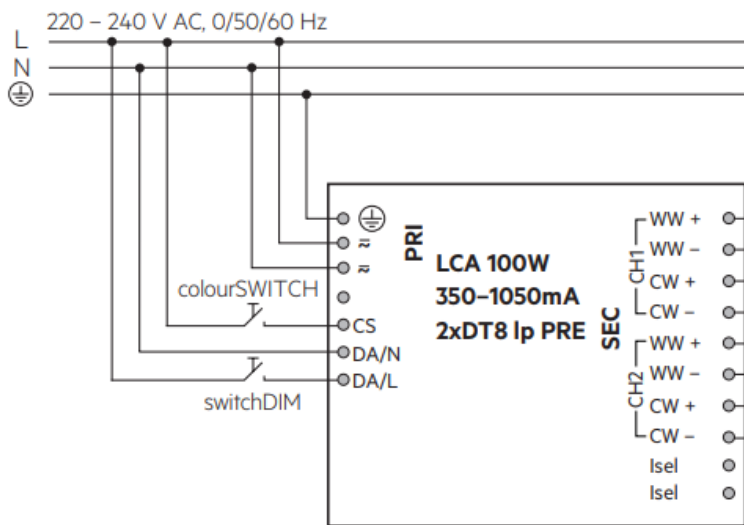 220 – 240 V AC, 0/50/60 Hz
L
N
PRI
≈
≈
colourSWITCH
CS
DA/N
DA/L
switchDIM
LCA 100W
350–1050mA
2xDT8 lp PRE
SEC
CH1
WW +
WW –
CW +
CW –
CH2
WW +
WW –
CW +
CW –
Isel
Isel